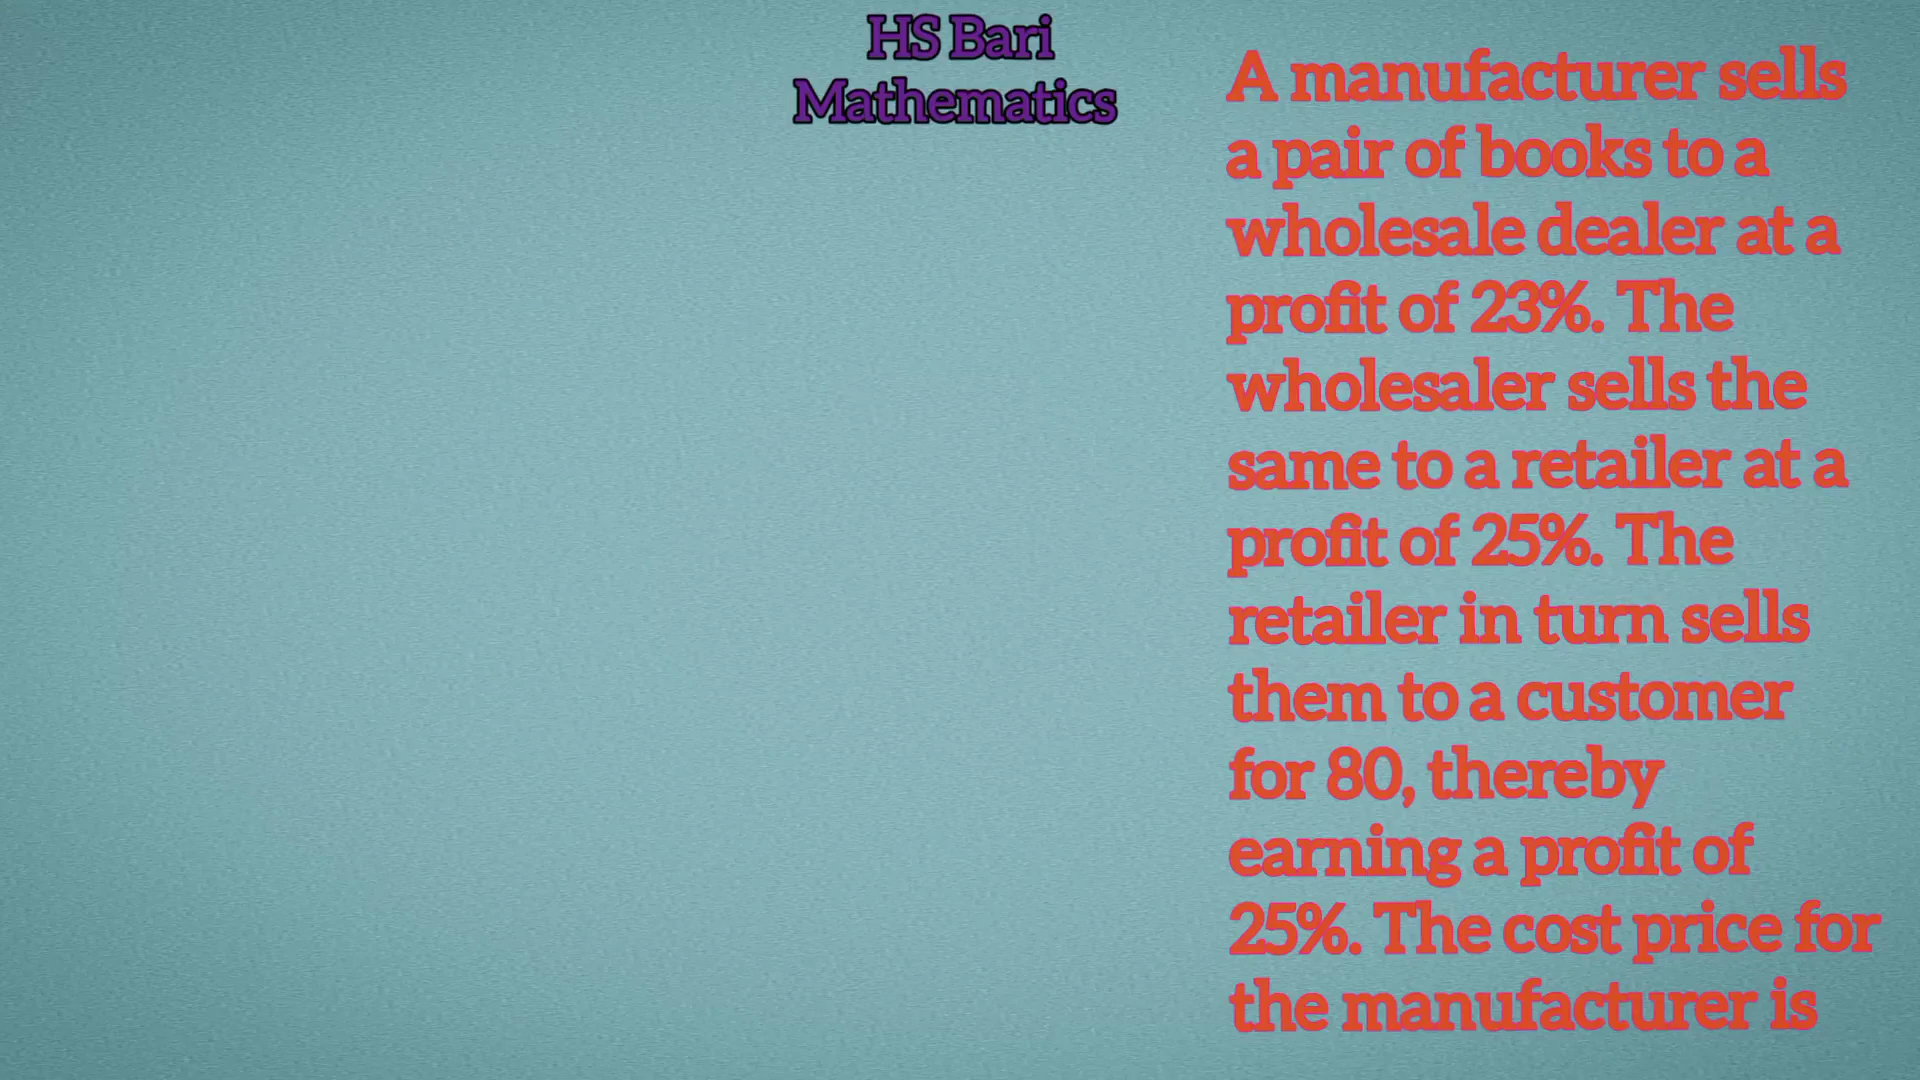 HS Bari
Mathematics
A manufacturer sells
a pair of books to a
wholesale dealer at a
profit of 23%. The
wholesaler sells the
same to a retailer at a
profit of 25%. The
retailer in turn sells
them to a customer
for 80, thereby
earning a profit of
25%. The cost price for
the manufacturer is